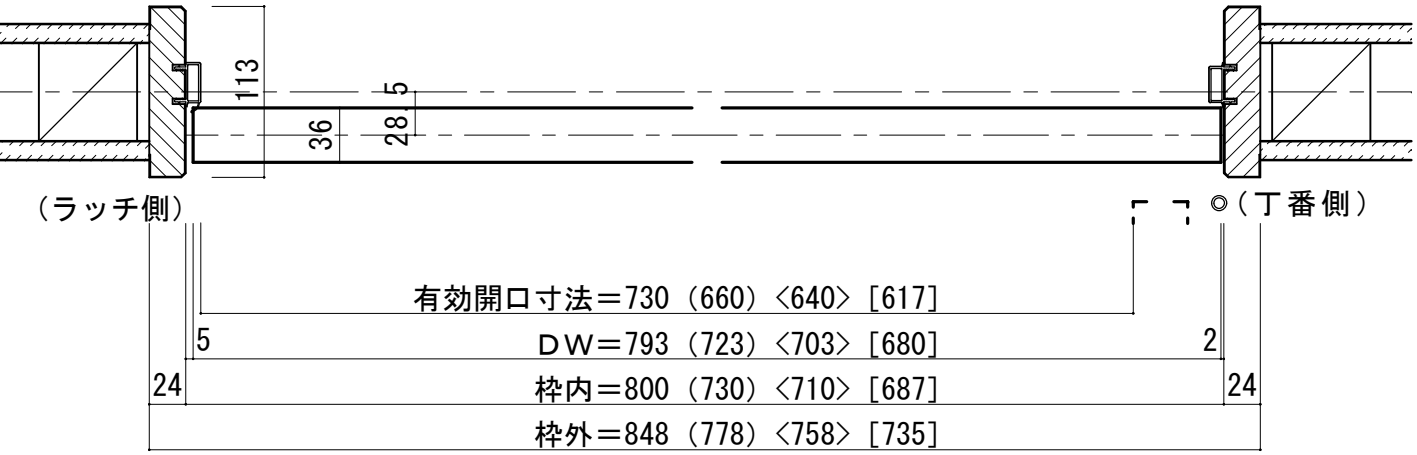 113
36
28.5
(ラッチ側)
◎(丁番側)
有効開口寸法=730 (660) <640> [617]
5
DW=793 (723) <703> [680]
2
24
枠内=800 (730) <710> [687]
24
枠外=848 (778) <758> [735]